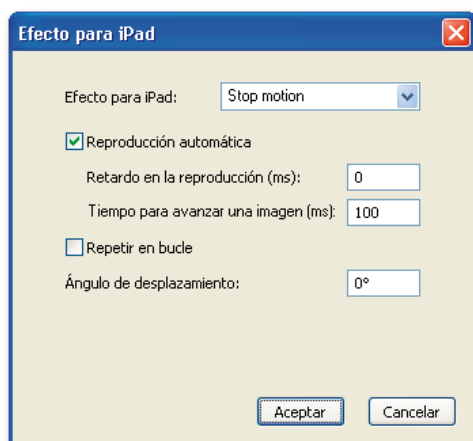 Efecto para iPad
Efecto para iPad: Stop motion
Reproducción automática
Retardo en la reproducción (ms): 0
Tiempo para avanzar una imagen (ms): 100
Repetir en bucle
Ángulo de desplazamiento: 0°
Aceptar Cancelar